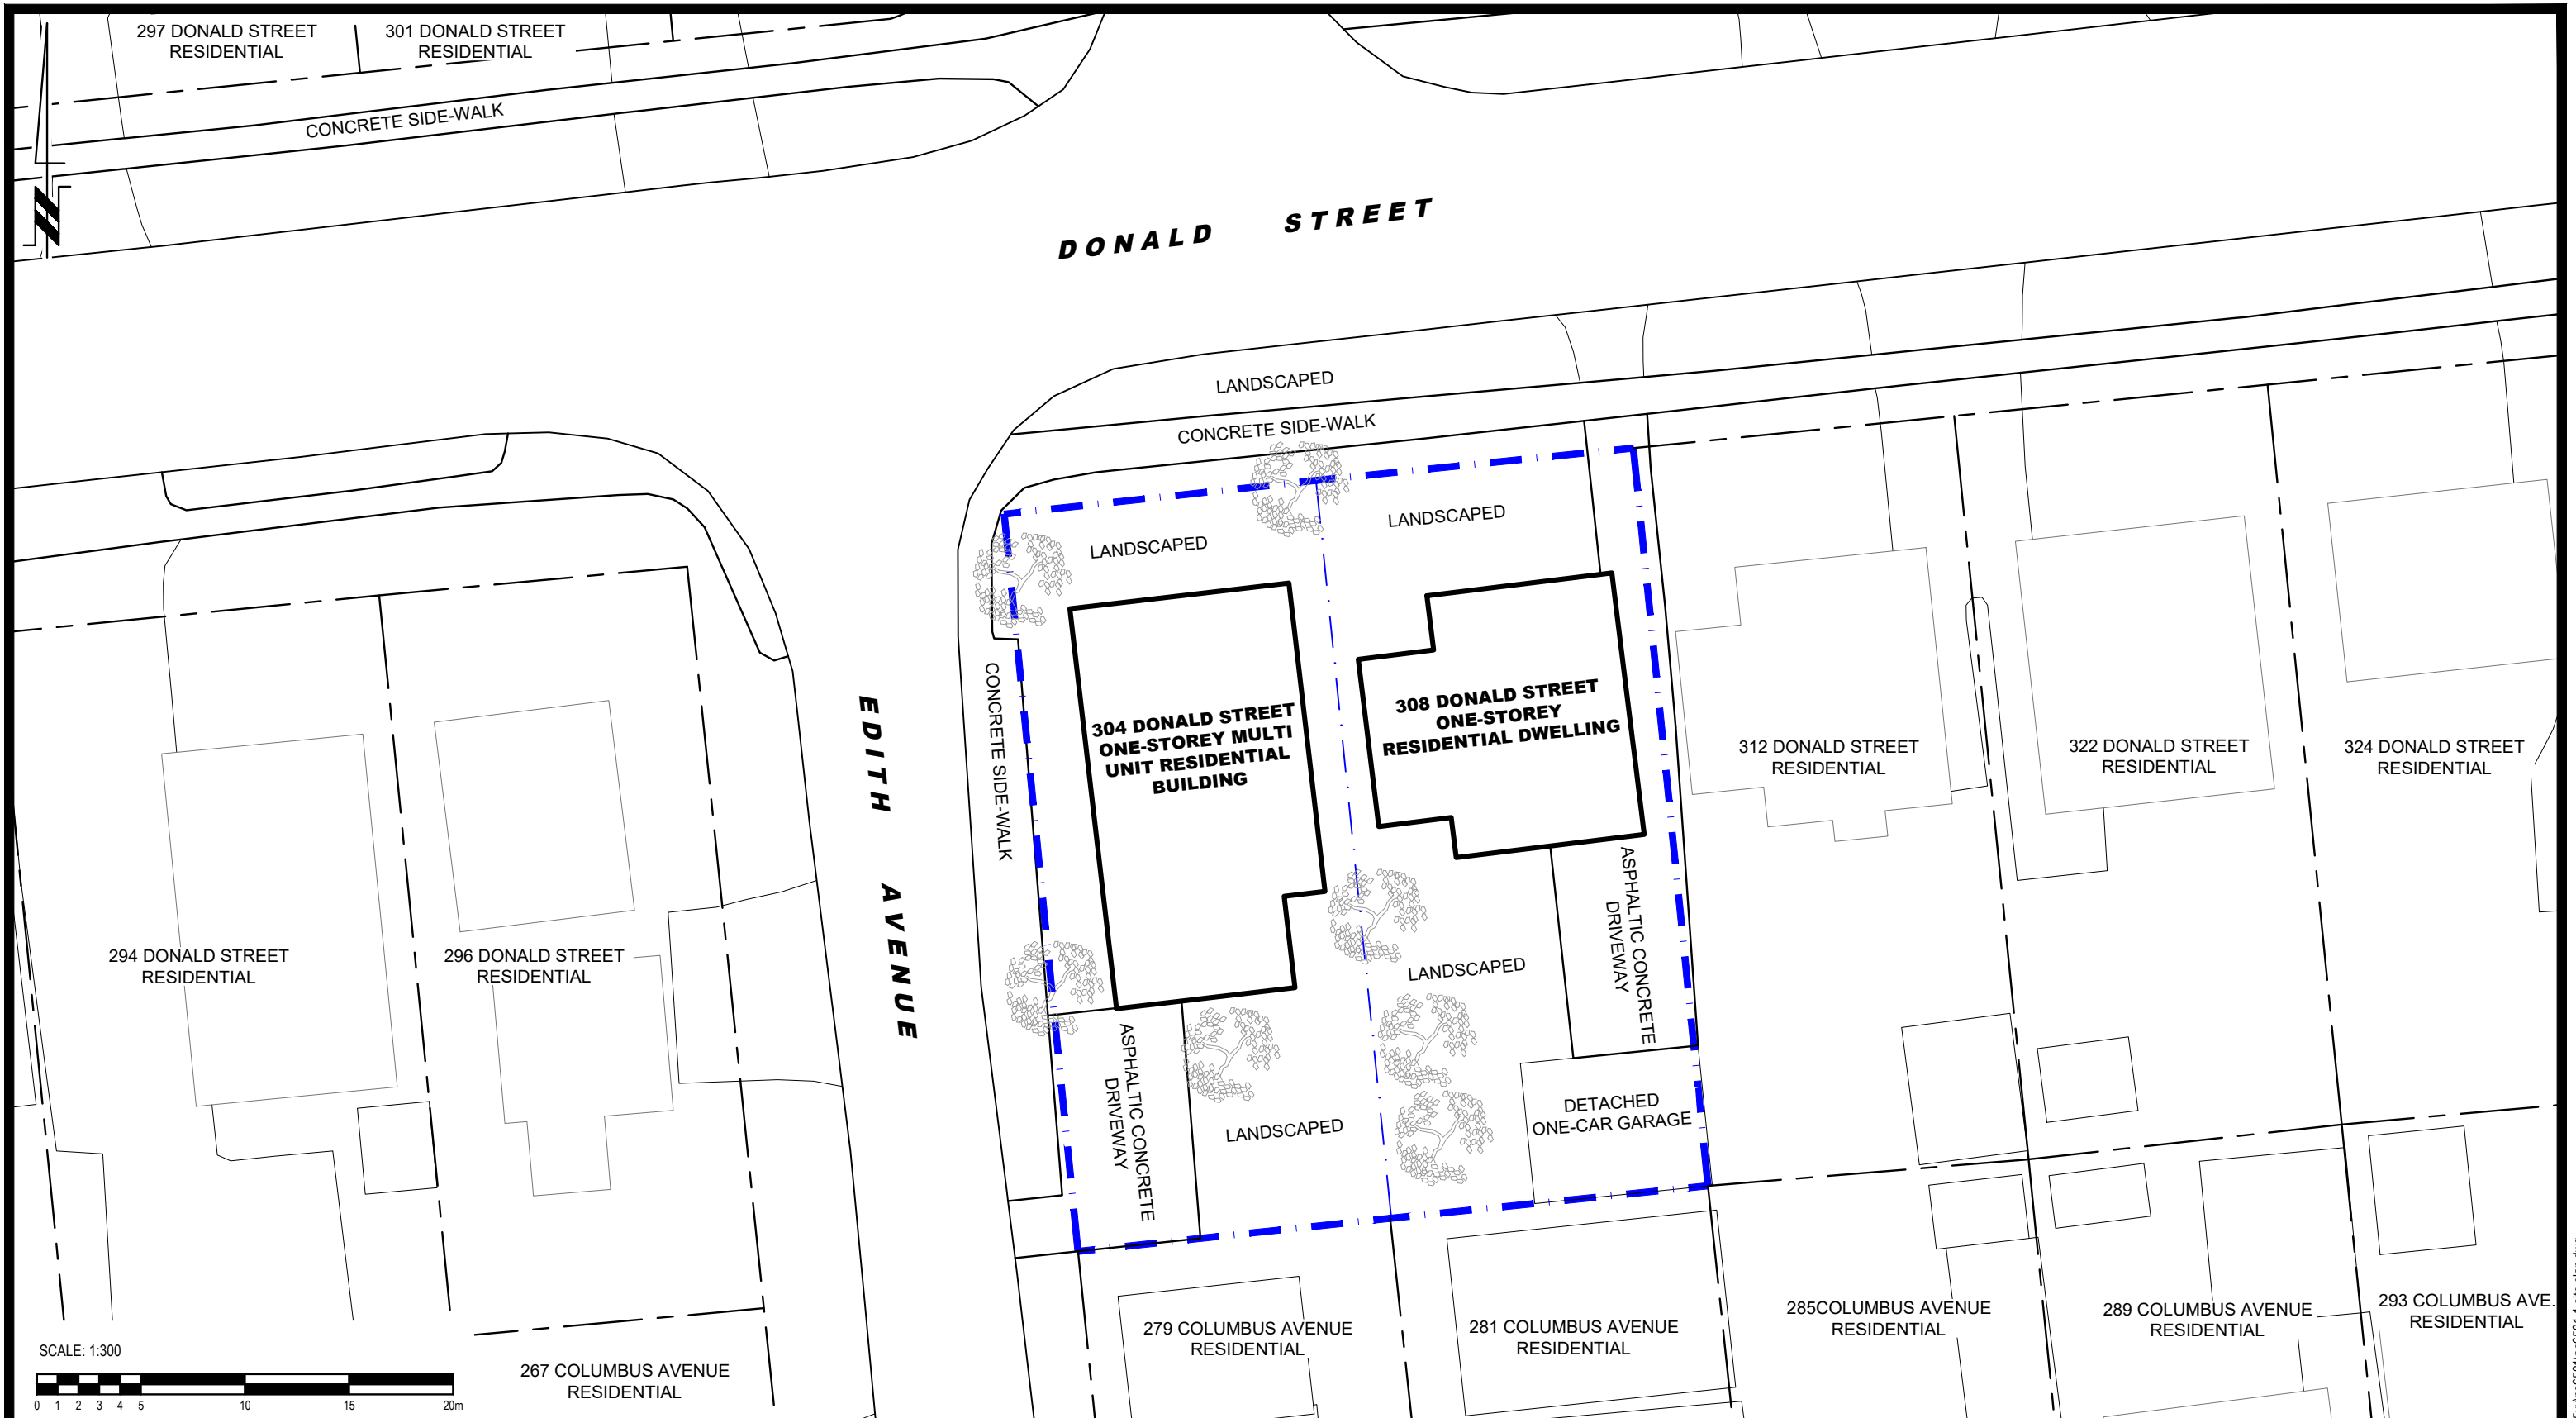 297 DONALD STREET
RESIDENTIAL
301 DONALD STREET
RESIDENTIAL
CONCRETE SIDE-WALK
N
DONALD STREET
LANDSCAPED
CONCRETE SIDE-WALK
LANDSCAPED
LANDSCAPED
EDITH AVENUE
CONCRETE SIDE-WALK
304 DONALD STREET
ONE-STOREY MULTI
UNIT RESIDENTIAL
BUILDING
308 DONALD STREET
ONE-STOREY
RESIDENTIAL DWELLING
312 DONALD STREET
RESIDENTIAL
322 DONALD STREET
RESIDENTIAL
324 DONALD STREET
RESIDENTIAL
294 DONALD STREET
RESIDENTIAL
296 DONALD STREET
RESIDENTIAL
LANDSCAPED
ASPHALTIC CONCRETE
DRIVEWAY
ASPHALTIC CONCRETE
DRIVEWAY
LANDSCAPED
DETACHED
ONE-CAR GARAGE
279 COLUMBUS AVENUE
RESIDENTIAL
281 COLUMBUS AVENUE
RESIDENTIAL
285COLUMBUS AVENUE
RESIDENTIAL
289 COLUMBUS AVENUE
RESIDENTIAL
293 COLUMBUS AVE.
RESIDENTIAL
267 COLUMBUS AVENUE
RESIDENTIAL
SCALE: 1:300
0 1 2 3 4 5 10 15 20m